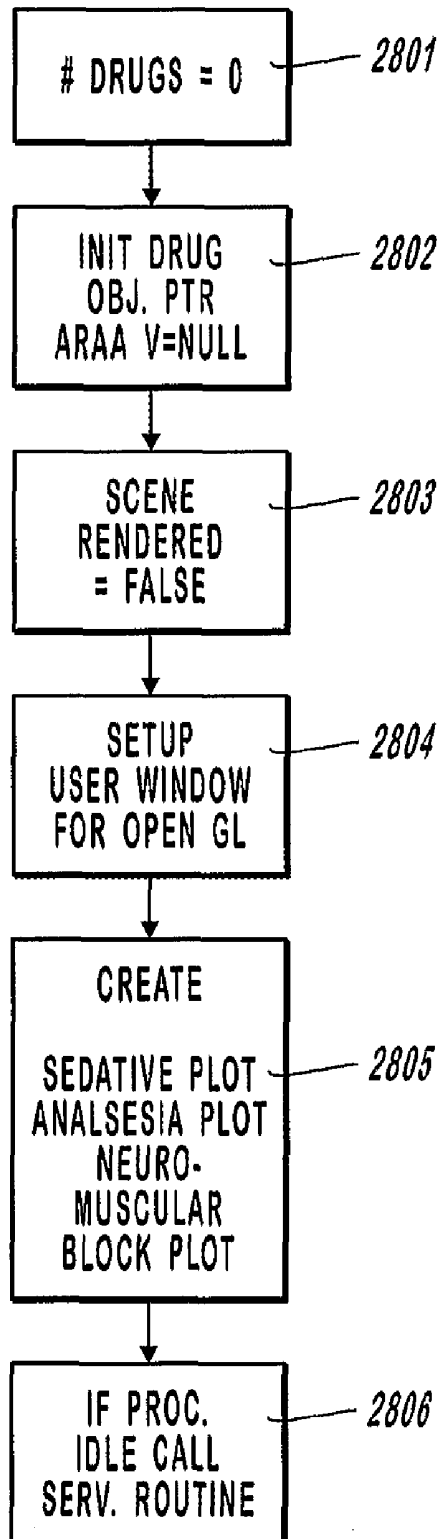 # DRUGS = 0
2801
INIT DRUG
OBJ. PTR
ARAA V=NULL
2802
SCENE
RENDERED
= FALSE
2803
SETUP
USER WINDOW
FOR OPEN GL
2804
CREATE
SEDATIVE PLOT
ANALSESIA PLOT
NEURO-
MUSCULAR
BLOCK PLOT
2805
IF PROC.
IDLE CALL
SERV. ROUTINE
2806